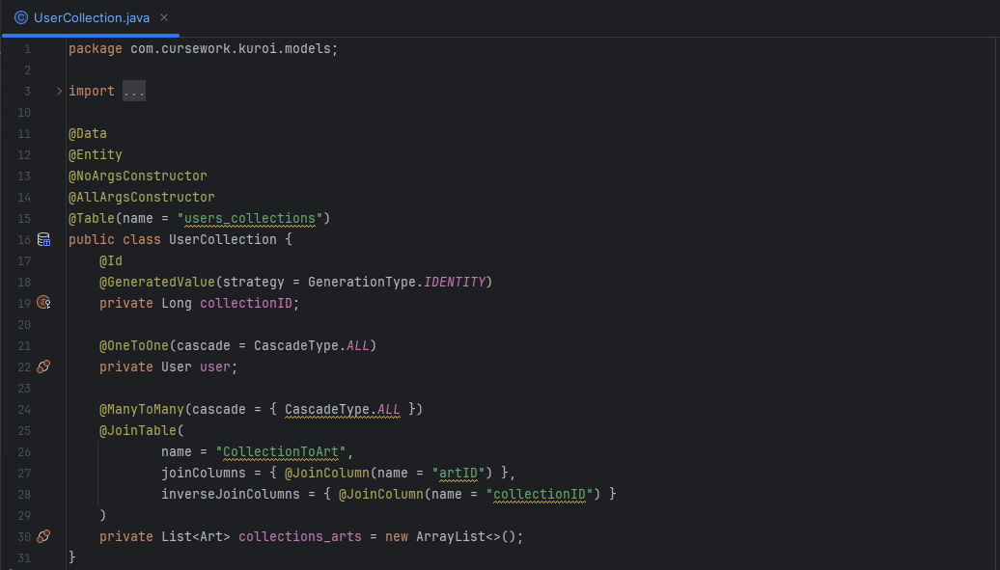 UserCollection.java
1 package com.cursework.kuroi.models;
2
3 import ...
10
11 @Data
12 @Entity
13 @NoArgsConstructor
14 @AllArgsConstructor
15 @Table(name = "users_collections")
16 public class UserCollection {
17     @Id
18     @GeneratedValue(strategy = GenerationType.IDENTITY)
19     private Long collectionID;
20
21     @OneToOne(cascade = CascadeType.ALL)
22     private User user;
23
24     @ManyToMany(cascade = { CascadeType.ALL })
25     @JoinTable(
26             name = "CollectionToArt",
27             joinColumns = { @JoinColumn(name = "artID") },
28             inverseJoinColumns = { @JoinColumn(name = "collectionID") }
29     )
30     private List<Art> collections_arts = new ArrayList<>();
31 }